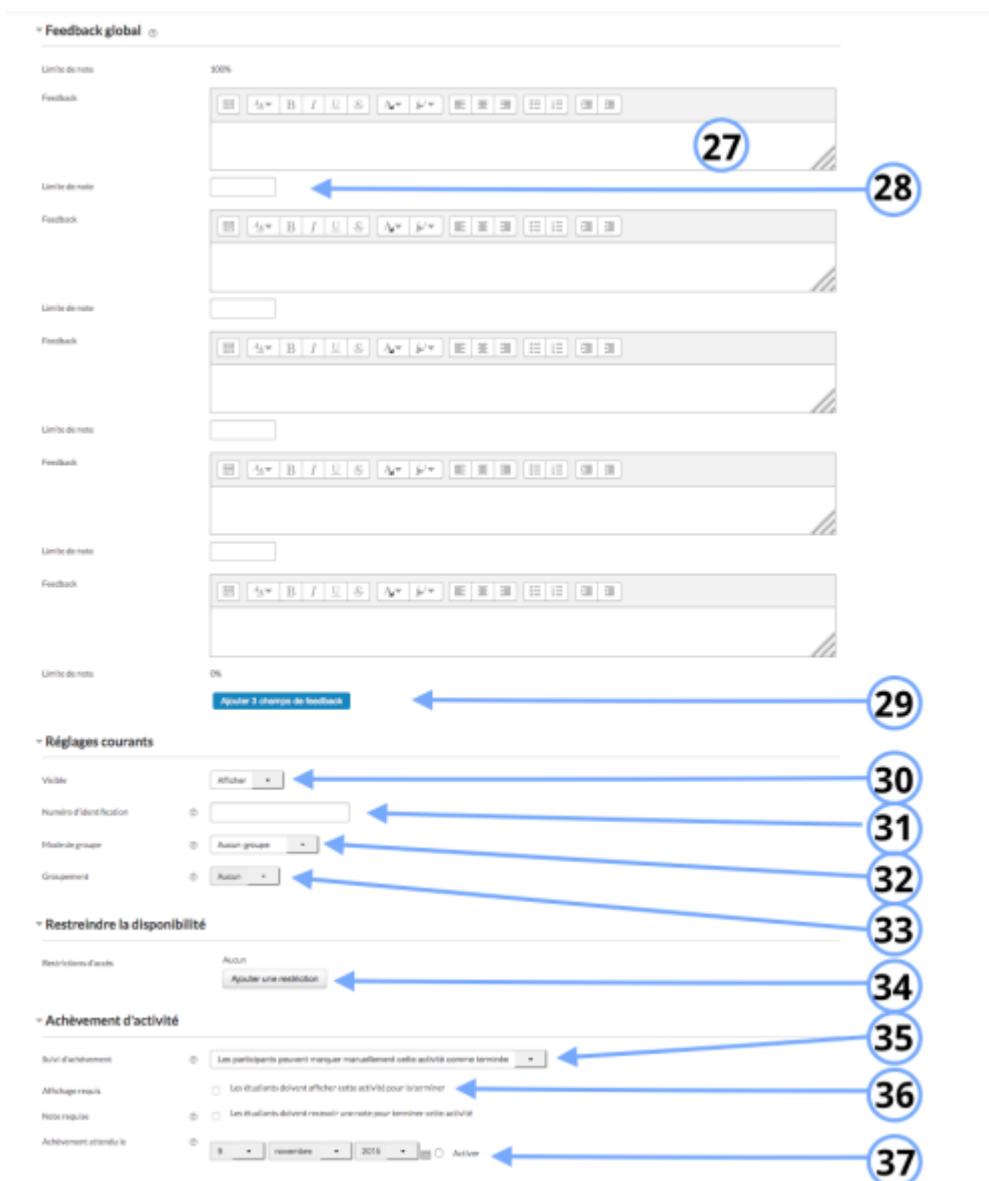 Feedback global
Limite de note 100%
Feedback
27
Limite de note 28
Feedback
Limite de note
Feedback
Limite de note
Feedback
Limite de note
Feedback
Limite de note 0%
Ajouter 3 champs de feedback 29
Réglages courants
Visible Afficher 30
Numéro d'identification 31
Mode de groupe Aucun groupe 32
Groupement Aucun 33
Restreindre la disponibilité
Restrictions d'accès Aucun
Ajouter une restriction 34
Achèvement d'activité
35
Suivi d'achèvement Les participants peuvent marquer manuellement cette activité comme terminée
Affichage requis Les étudiants doivent afficher cette activité pour la terminer 36
Note requise Les étudiants doivent recevoir une note pour terminer cette activité
Achèvement attendu le 9 novembre 2016 Activer 37